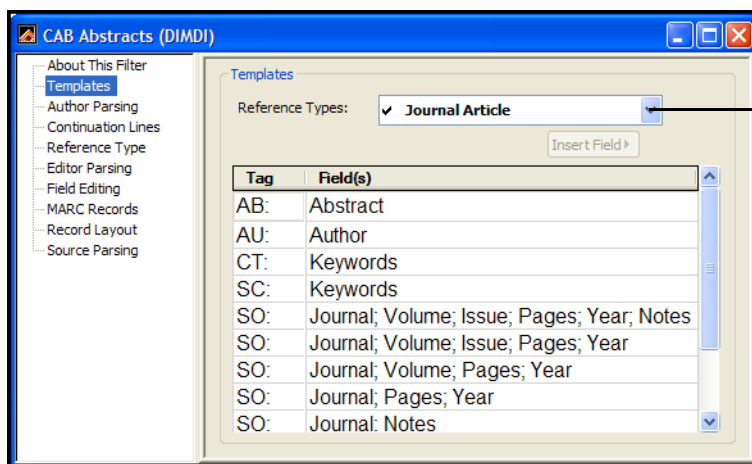 CAB Abstracts (DIMDI)
About This Filter
Templates
Author Parsing
Continuation Lines
Reference Type
Editor Parsing
Field Editing
MARC Records
Record Layout
Source Parsing
Templates
Reference Types: Journal Article
Insert Field
Tag Field(s)
AB: Abstract
AU: Author
CT: Keywords
SC: Keywords
SO: Journal; Volume; Issue; Pages; Year; Notes
SO: Journal; Volume; Issue; Pages; Year
SO: Journal; Volume; Pages; Year
SO: Journal; Pages; Year
SO: Journal: Notes